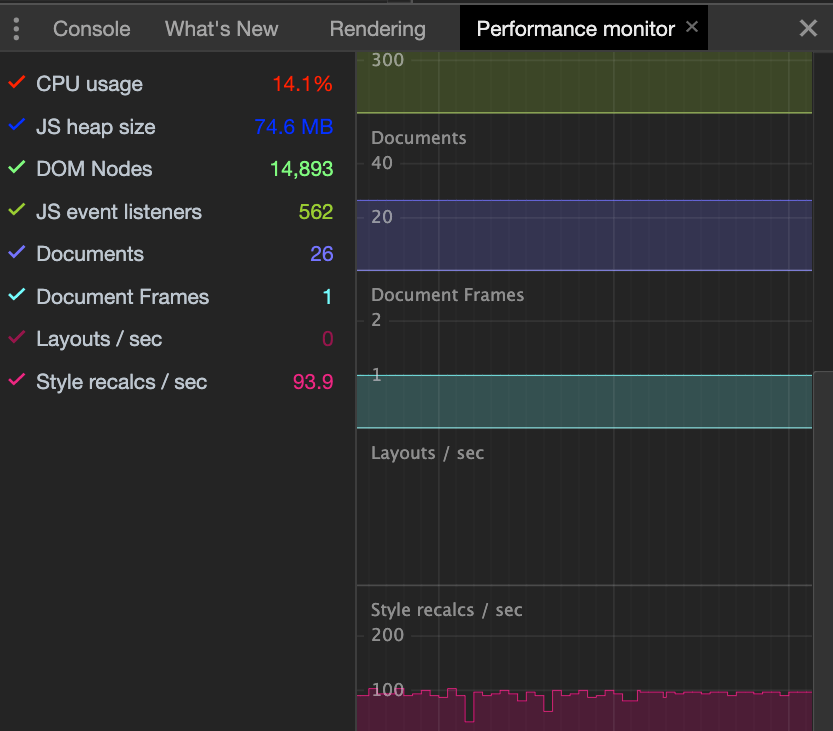 Console What's New Rendering Performance monitor
CPU usage 14.1%
JS heap size 74.6 MB
DOM Nodes 14,893
JS event listeners 562
Documents 26
Document Frames 1
Layouts / sec 0
Style recalcs / sec 93.9
300
Documents
40
20
Document Frames
2
1
Layouts / sec
Style recalcs / sec
200
100